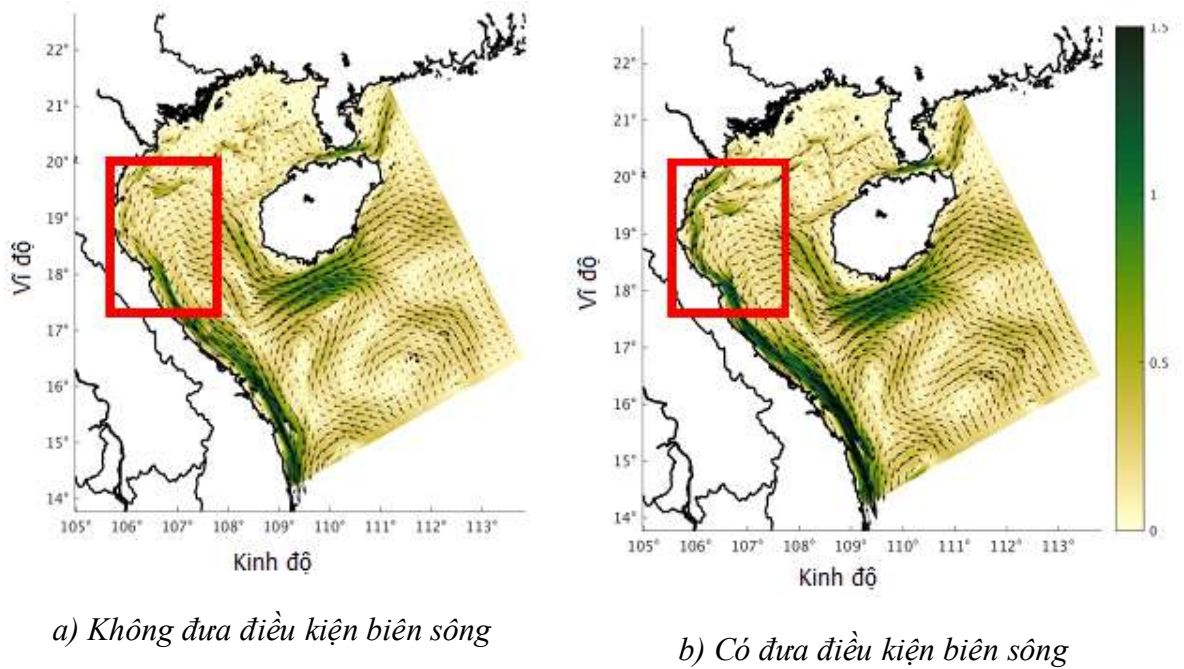 22°
21°
20°
19°
18°
17°
16°
15°
14°
Vĩ độ
105° 106° 107° 108° 109° 110° 111° 112° 113°
Kinh độ
a) Không đưa điều kiện biên sông
22°
21°
20°
19°
18°
17°
16°
15°
14°
Vĩ độ
105° 106° 107° 108° 109° 110° 111° 112° 113°
Kinh độ
1.5
1
0.5
0
b) Có đưa điều kiện biên sông